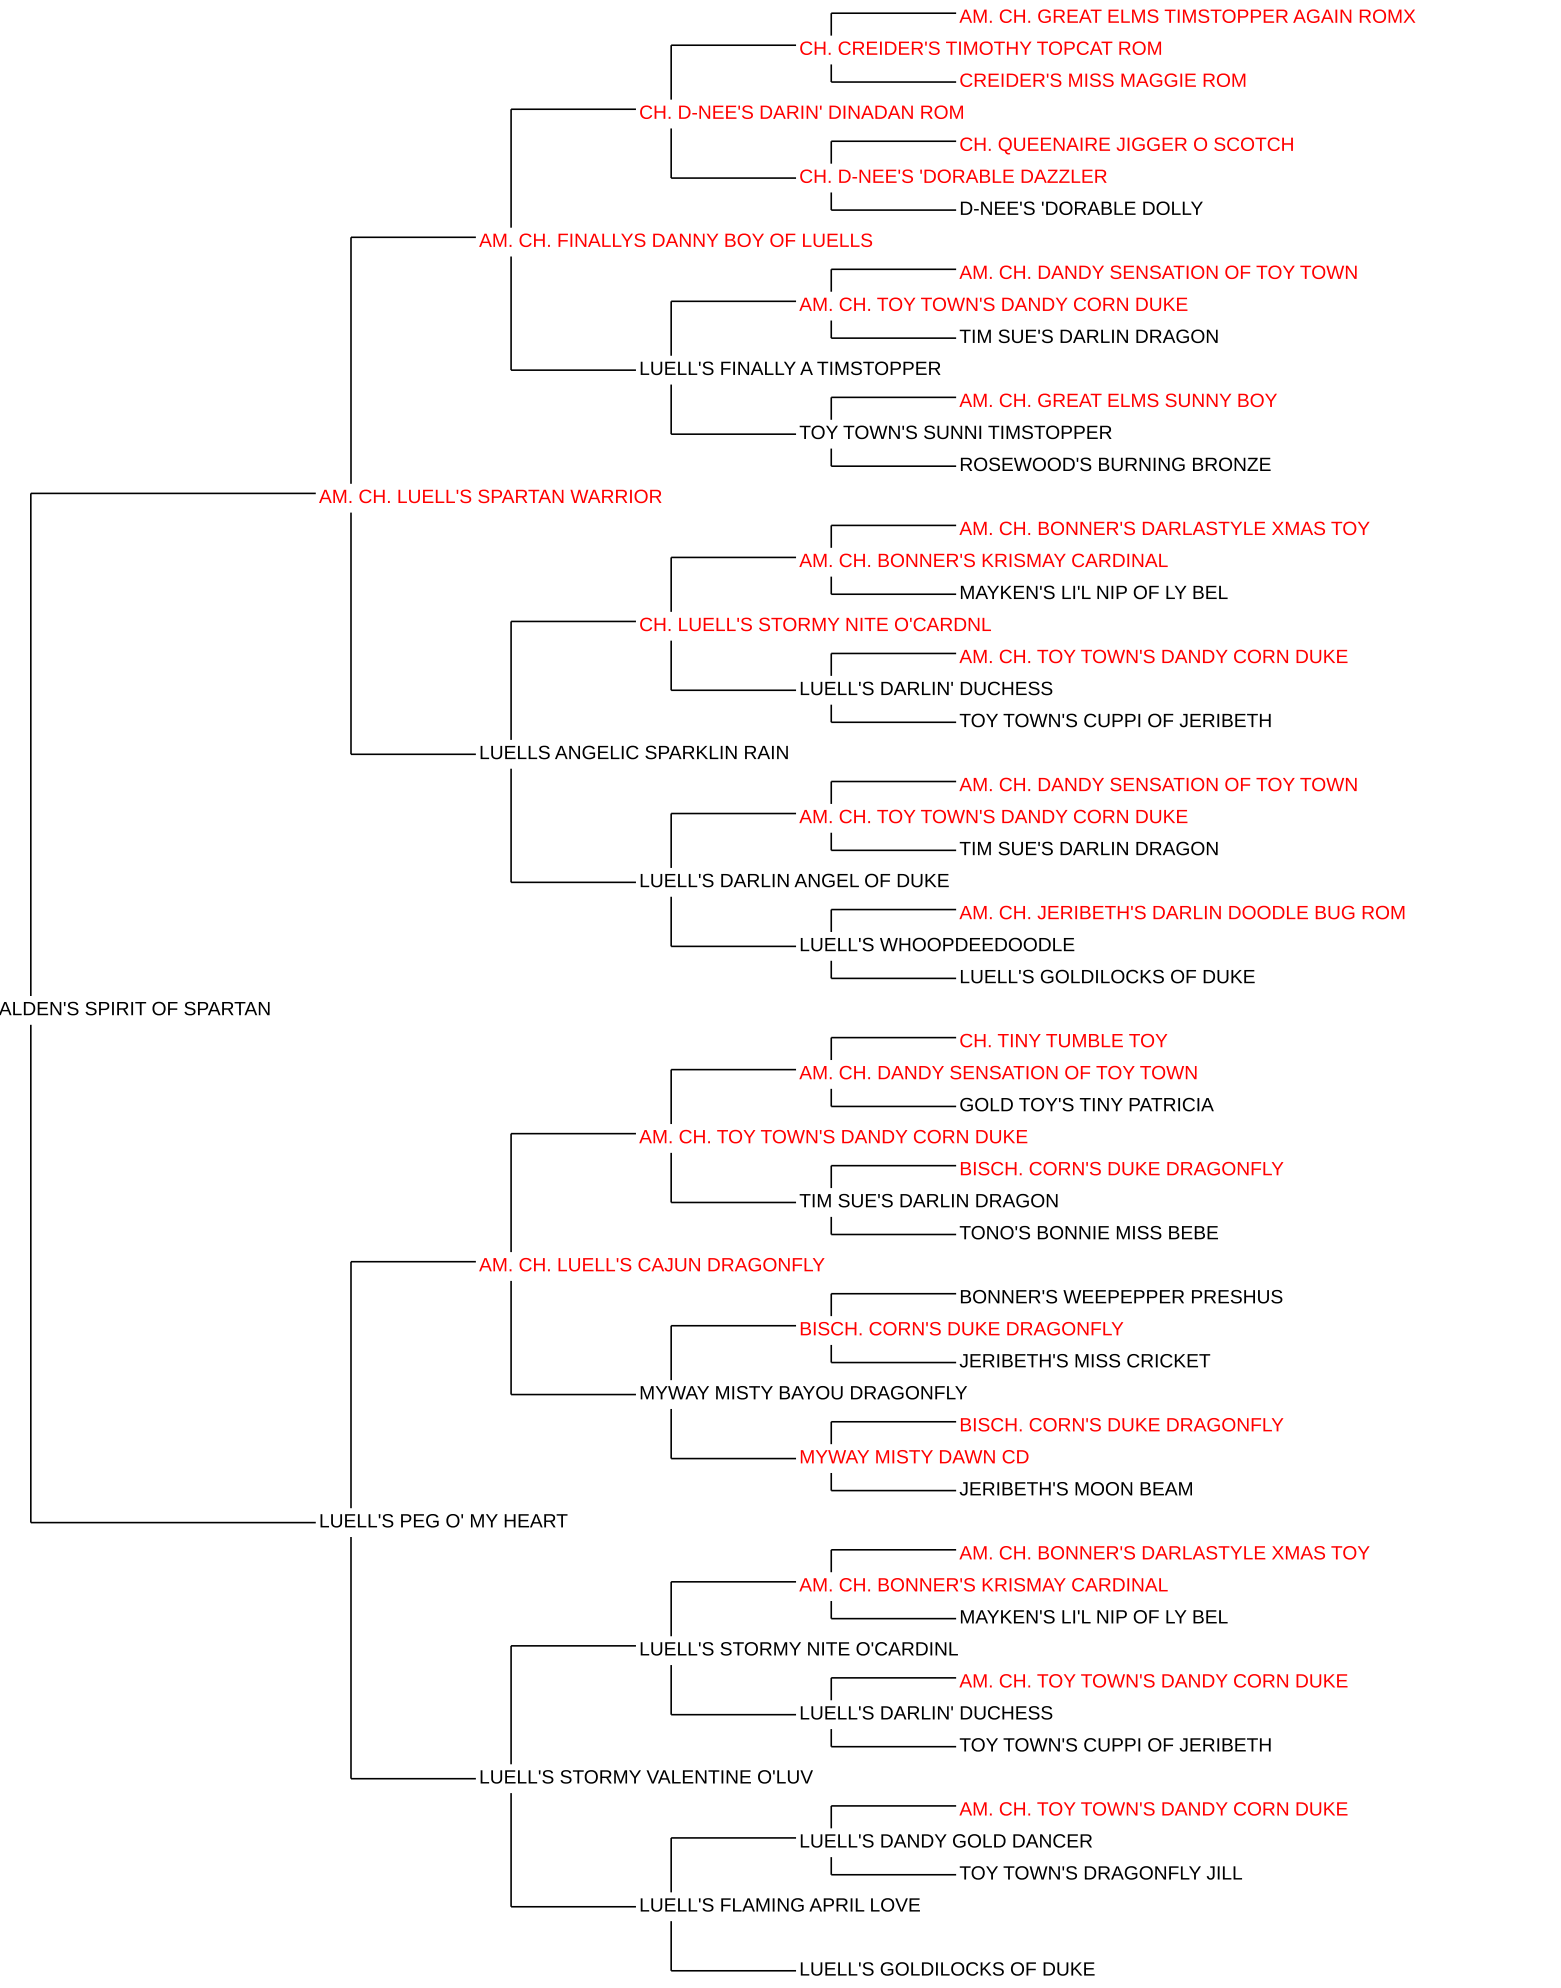 AM. CH. GREAT ELMS TIMSTOPPER AGAIN ROMX
CH. CREIDER'S TIMOTHY TOPCAT ROM
CREIDER'S MISS MAGGIE ROM
CH. D-NEE'S DARIN' DINADAN ROM
CH. QUEENAIRE JIGGER O SCOTCH
CH. D-NEE'S 'DORABLE DAZZLER
D-NEE'S 'DORABLE DOLLY
AM. CH. FINALLYS DANNY BOY OF LUELLS
AM. CH. DANDY SENSATION OF TOY TOWN
AM. CH. TOY TOWN'S DANDY CORN DUKE
TIM SUE'S DARLIN DRAGON
LUELL'S FINALLY A TIMSTOPPER
AM. CH. GREAT ELMS SUNNY BOY
TOY TOWN'S SUNNI TIMSTOPPER
ROSEWOOD'S BURNING BRONZE
AM. CH. LUELL'S SPARTAN WARRIOR
AM. CH. BONNER'S DARLASTYLE XMAS TOY
AM. CH. BONNER'S KRISMAY CARDINAL
MAYKEN'S LI'L NIP OF LY BEL
CH. LUELL'S STORMY NITE O'CARDNL
AM. CH. TOY TOWN'S DANDY CORN DUKE
LUELL'S DARLIN' DUCHESS
TOY TOWN'S CUPPI OF JERIBETH
LUELLS ANGELIC SPARKLIN RAIN
AM. CH. DANDY SENSATION OF TOY TOWN
AM. CH. TOY TOWN'S DANDY CORN DUKE
TIM SUE'S DARLIN DRAGON
LUELL'S DARLIN ANGEL OF DUKE
AM. CH. JERIBETH'S DARLIN DOODLE BUG ROM
LUELL'S WHOOPDEEDOODLE
LUELL'S GOLDILOCKS OF DUKE
ALDEN'S SPIRIT OF SPARTAN
CH. TINY TUMBLE TOY
AM. CH. DANDY SENSATION OF TOY TOWN
GOLD TOY'S TINY PATRICIA
AM. CH. TOY TOWN'S DANDY CORN DUKE
BISCH. CORN'S DUKE DRAGONFLY
TIM SUE'S DARLIN DRAGON
TONO'S BONNIE MISS BEBE
AM. CH. LUELL'S CAJUN DRAGONFLY
BONNER'S WEEPEPPER PRESHUS
BISCH. CORN'S DUKE DRAGONFLY
JERIBETH'S MISS CRICKET
MYWAY MISTY BAYOU DRAGONFLY
BISCH. CORN'S DUKE DRAGONFLY
MYWAY MISTY DAWN CD
JERIBETH'S MOON BEAM
LUELL'S PEG O' MY HEART
AM. CH. BONNER'S DARLASTYLE XMAS TOY
AM. CH. BONNER'S KRISMAY CARDINAL
MAYKEN'S LI'L NIP OF LY BEL
LUELL'S STORMY NITE O'CARDINL
AM. CH. TOY TOWN'S DANDY CORN DUKE
LUELL'S DARLIN' DUCHESS
TOY TOWN'S CUPPI OF JERIBETH
LUELL'S STORMY VALENTINE O'LUV
AM. CH. TOY TOWN'S DANDY CORN DUKE
LUELL'S DANDY GOLD DANCER
TOY TOWN'S DRAGONFLY JILL
LUELL'S FLAMING APRIL LOVE
LUELL'S GOLDILOCKS OF DUKE